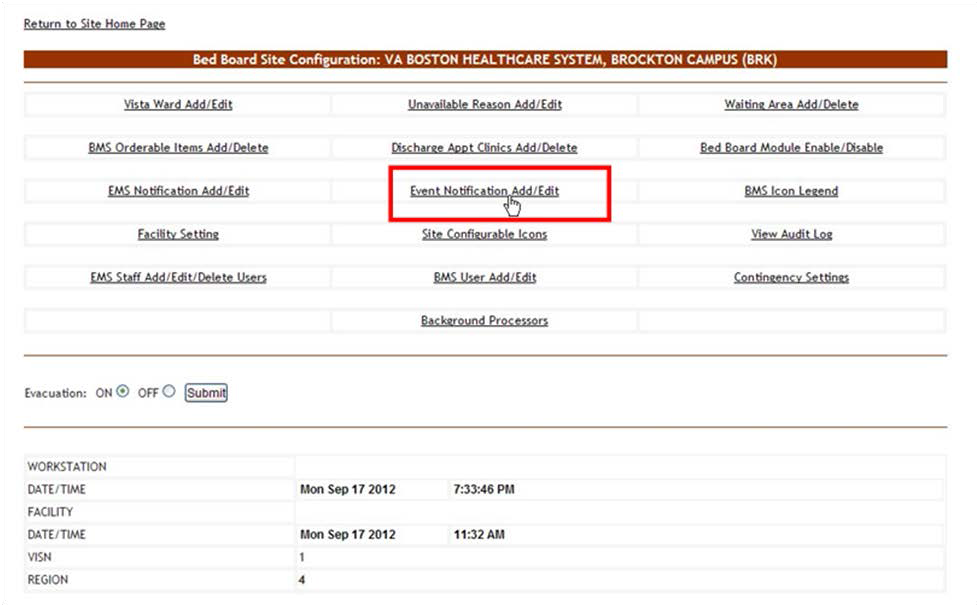 Return to Site Home Page
Bed Board Site Configuration: VA BOSTON HEALTHCARE SYSTEM, BROCKTON CAMPUS (BRK)
Vista Ward Add/Edit Unavailable Reason Add/Edit Waiting Area Add/Delete
BMS Orderable Items Add/Delete Discharge Appt Clinics Add/Delete Bed Board Module Enable/Disable
EMS Notification Add/Edit Event Notification Add/Edit BMS Icon Legend
Facility Setting Site Configurable Icons View Audit Log
EMS Staff Add/Edit/Delete Users BMS User Add/Edit Contingency Settings
Background Processors
Evacuation: ON OFF Submit
WORKSTATION
DATE/TIME Mon Sep 17 2012 7:33:46 PM
FACILITY
DATE/TIME Mon Sep 17 2012 11:32 AM
VISN 1
REGION 4